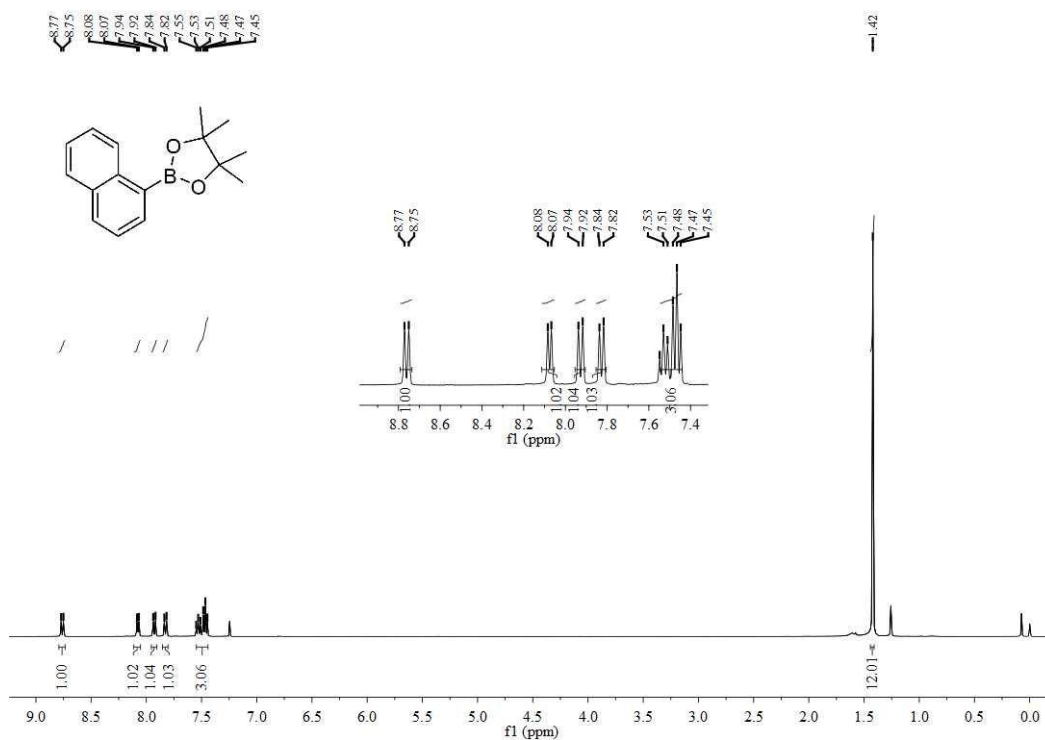 8.77 8.75 8.08 8.07 7.94 7.92 7.84 7.82 7.55 7.53 7.51 7.48 7.47 7.45 1.42
O
B
O
8.77 8.75 8.08 8.07 7.94 7.92 7.84 7.82 7.53 7.51 7.48 7.47 7.45
1.00 1.02 1.04 1.03 3.06
8.8 8.6 8.4 8.2 8.0 7.8 7.6 7.4
f1 (ppm)
1.00 1.02 1.04 1.03 3.06 12.01
9.0 8.5 8.0 7.5 7.0 6.5 6.0 5.5 5.0 4.5 4.0 3.5 3.0 2.5 2.0 1.5 1.0 0.5 0.0
f1 (ppm)